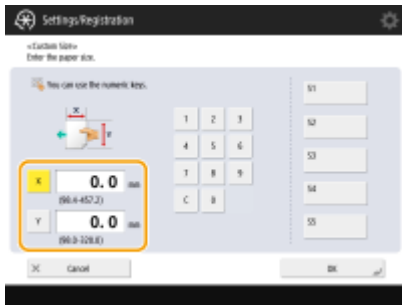 Settings/Registration
<Custom Size>
Enter the paper size.
You can use the numeric keys.
X
Y
1 2 3
4 5 6
7 8 9
C 0
X 0. 0 mm
(98.4-457.2)
Y 0. 0 mm
(98.0-320.0)
S1
S2
S3
S4
S5
Cancel
OK